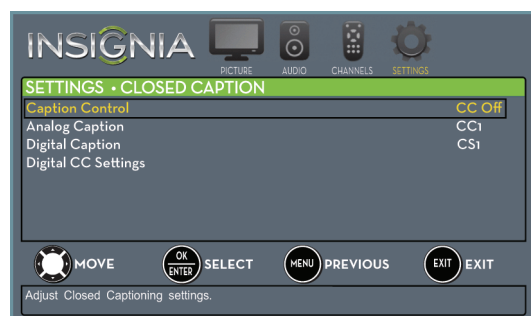 INSIGNIA
PICTURE AUDIO CHANNELS SETTINGS
SETTINGS • CLOSED CAPTION
Caption Control CC Off
Analog Caption CC1
Digital Caption CS1
Digital CC Settings
MOVE OK ENTER SELECT MENU PREVIOUS EXIT EXIT
Adjust Closed Captioning settings.